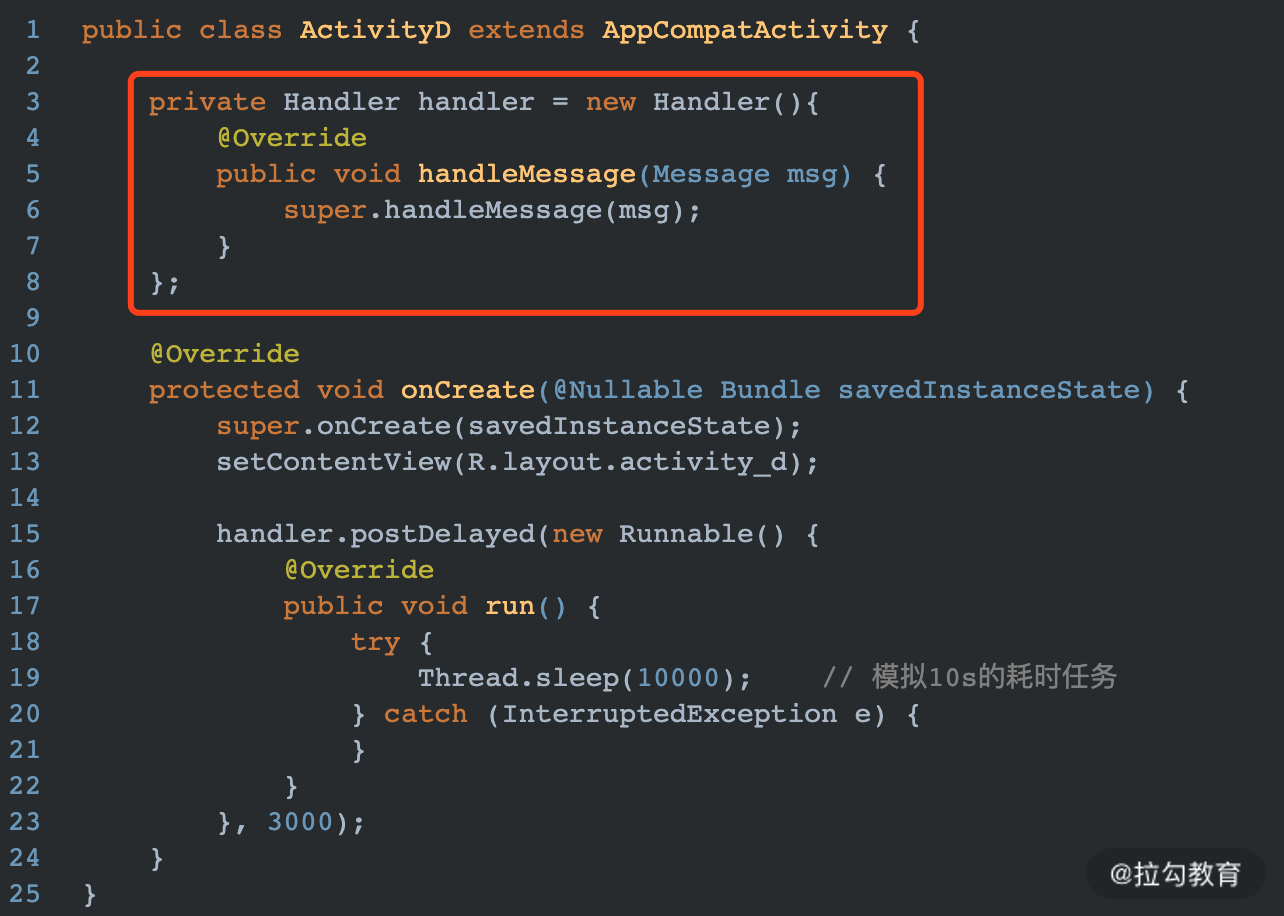 1 public class ActivityD extends AppCompatActivity {
2
3     private Handler handler = new Handler(){
4         @Override
5         public void handleMessage(Message msg) {
6             super.handleMessage(msg);
7         }
8     };
9
10     @Override
11     protected void onCreate(@Nullable Bundle savedInstanceState) {
12         super.onCreate(savedInstanceState);
13         setContentView(R.layout.activity_d);
14
15         handler.postDelayed(new Runnable() {
16             @Override
17             public void run() {
18                 try {
19                     Thread.sleep(10000);    // 模拟10s的耗时任务
20                 } catch (InterruptedException e) {
21                 }
22             }
23         }, 3000);
24     }
25 }
@拉勾教育